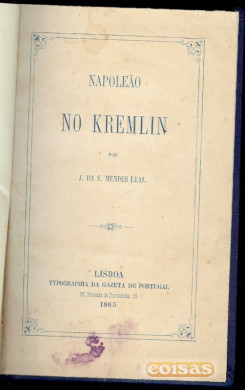 NAPOLEÃO
NO KREMLIN
POR
J. DA S. MENDES LEAL
LISBOA
TYPOGRAPHIA DA GAZETA DE PORTUGAL
1865
coisas